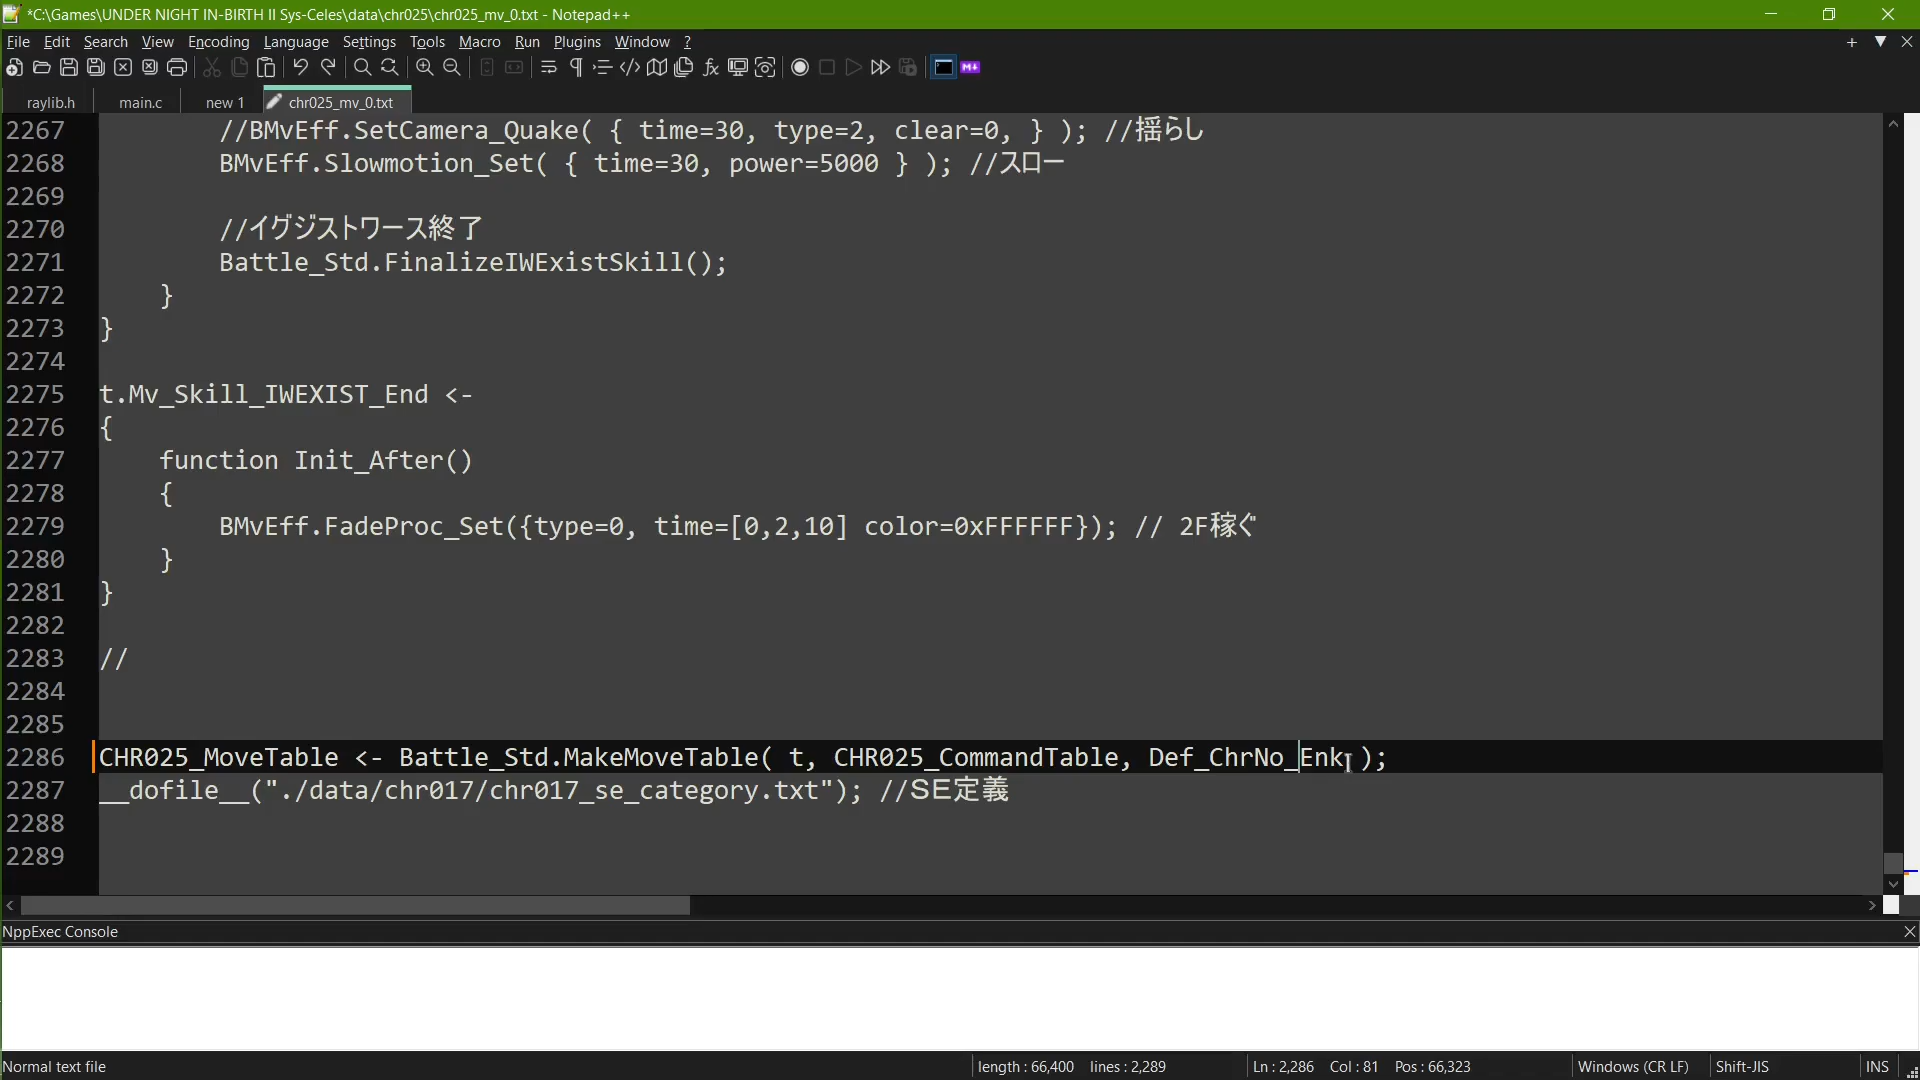 *C:\Games\UNDER NIGHT IN-BIRTH II Sys-Celes\data\chr025\chr025_mv_0.txt - Notepad++
File Edit Search View Encoding Language Settings Tools Macro Run Plugins Window ?
raylib.h main.c new 1 chr025_mv_0.txt
2267 //BMvEff.SetCamera_Quake( { time=30, type=2, clear=0, } ); //揺らし
2268 BMvEff.Slowmotion_Set( { time=30, power=5000 } ); //スロー
2269
2270 //イグジストワース終了
2271 Battle_Std.FinalizeIWExistSkill();
2272 }
2273 }
2274
2275 t.Mv_Skill_IWEXIST_End <-
2276 {
2277 function Init_After()
2278 {
2279 BMvEff.FadeProc_Set({type=0, time=[0,2,10] color=0xFFFFFF}); // 2F稼ぐ
2280 }
2281 }
2282
2283 //
2284
2285
2286 CHR025_MoveTable <- Battle_Std.MakeMoveTable( t, CHR025_CommandTable, Def_ChrNo_Enk );
2287 __dofile__("./data/chr017/chr017_se_category.txt"); //ＳＥ定義
2288
2289
NppExec Console
Normal text file length : 66,400 lines : 2,289 Ln : 2,286 Col : 81 Pos : 66,323 Windows (CR LF) Shift-JIS INS